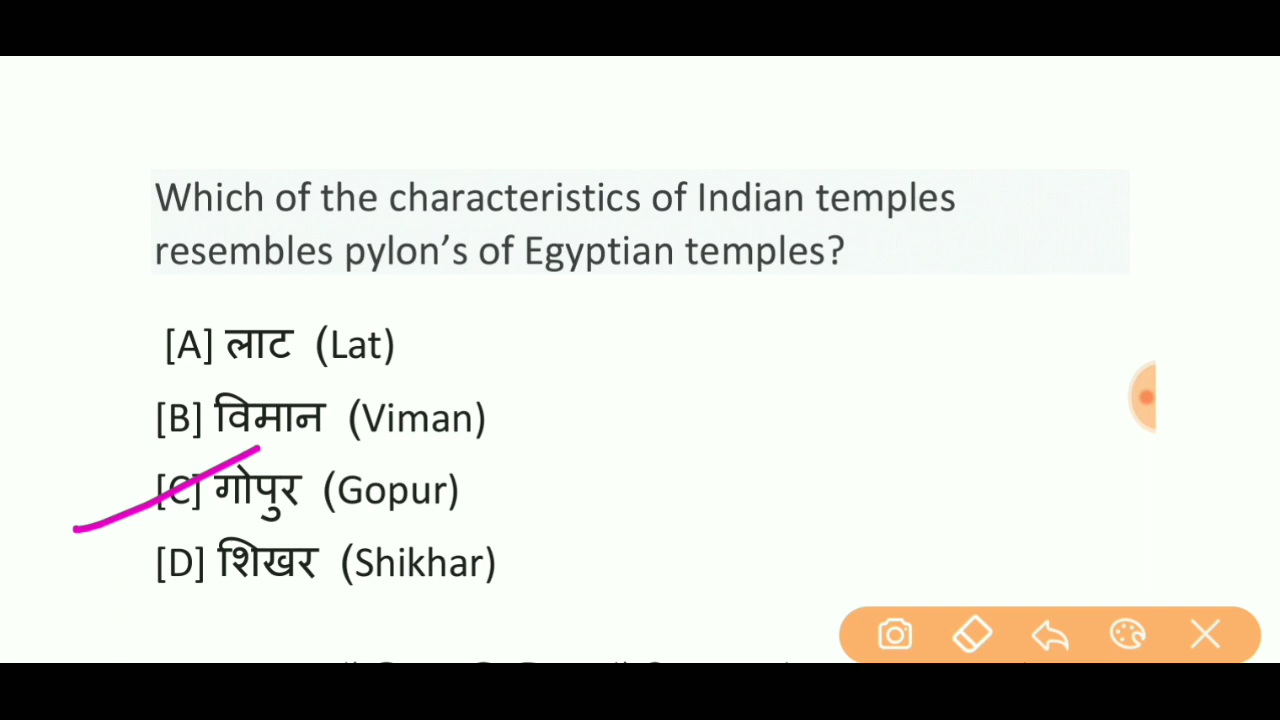 Which of the characteristics of Indian temples
resembles pylon’s of Egyptian temples?
[A] लाट (Lat)
[B] विमान (Viman)
[C] गोपुर (Gopur)
[D] शिखर (Shikhar)